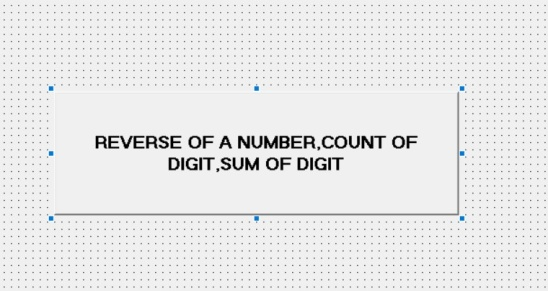 REVERSE OF A NUMBER,COUNT OF
DIGIT,SUM OF DIGIT